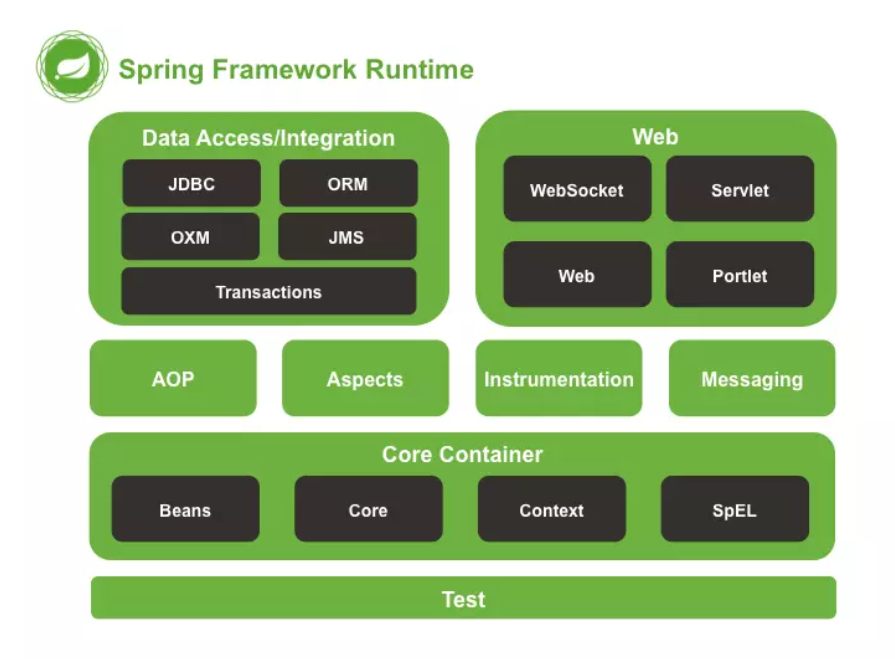 Spring Framework Runtime
Data Access/Integration
JDBC
ORM
OXM
JMS
Transactions
Web
WebSocket
Servlet
Web
Portlet
AOP
Aspects
Instrumentation
Messaging
Core Container
Beans
Core
Context
SpEL
Test